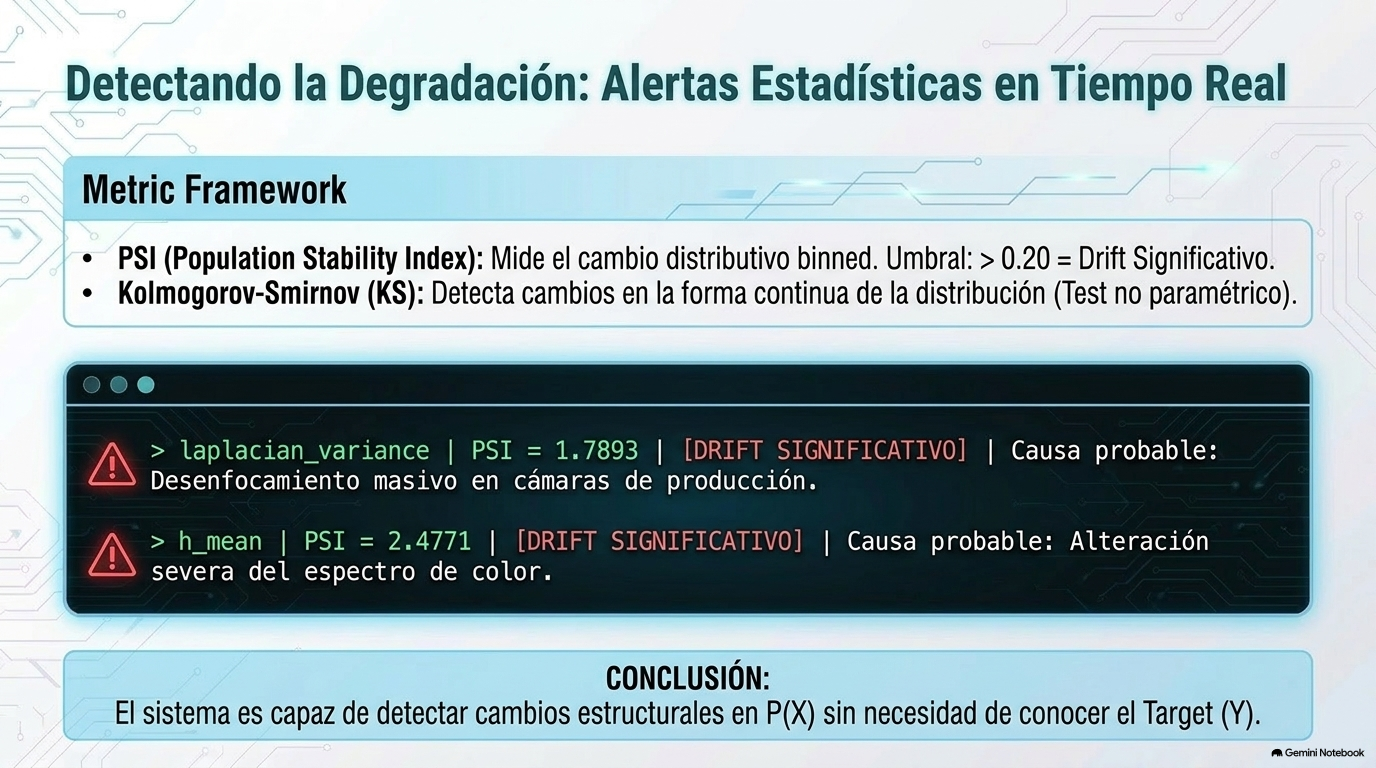 Detectando la Degradación: Alertas Estadísticas en Tiempo Real
Metric Framework
• PSI (Population Stability Index): Mide el cambio distributivo binned. Umbral: > 0.20 = Drift Significativo.
• Kolmogorov-Smirnov (KS): Detecta cambios en la forma continua de la distribución (Test no paramétrico).
> laplacian_variance | PSI = 1.7893 | [DRIFT SIGNIFICATIVO] | Causa probable:
Desenfocamiento masivo en cámaras de producción.
> h_mean | PSI = 2.4771 | [DRIFT SIGNIFICATIVO] | Causa probable: Alteración
severa del espectro de color.
CONCLUSIÓN:
El sistema es capaz de detectar cambios estructurales en P(X) sin necesidad de conocer el Target (Y).
Gemini Notebook